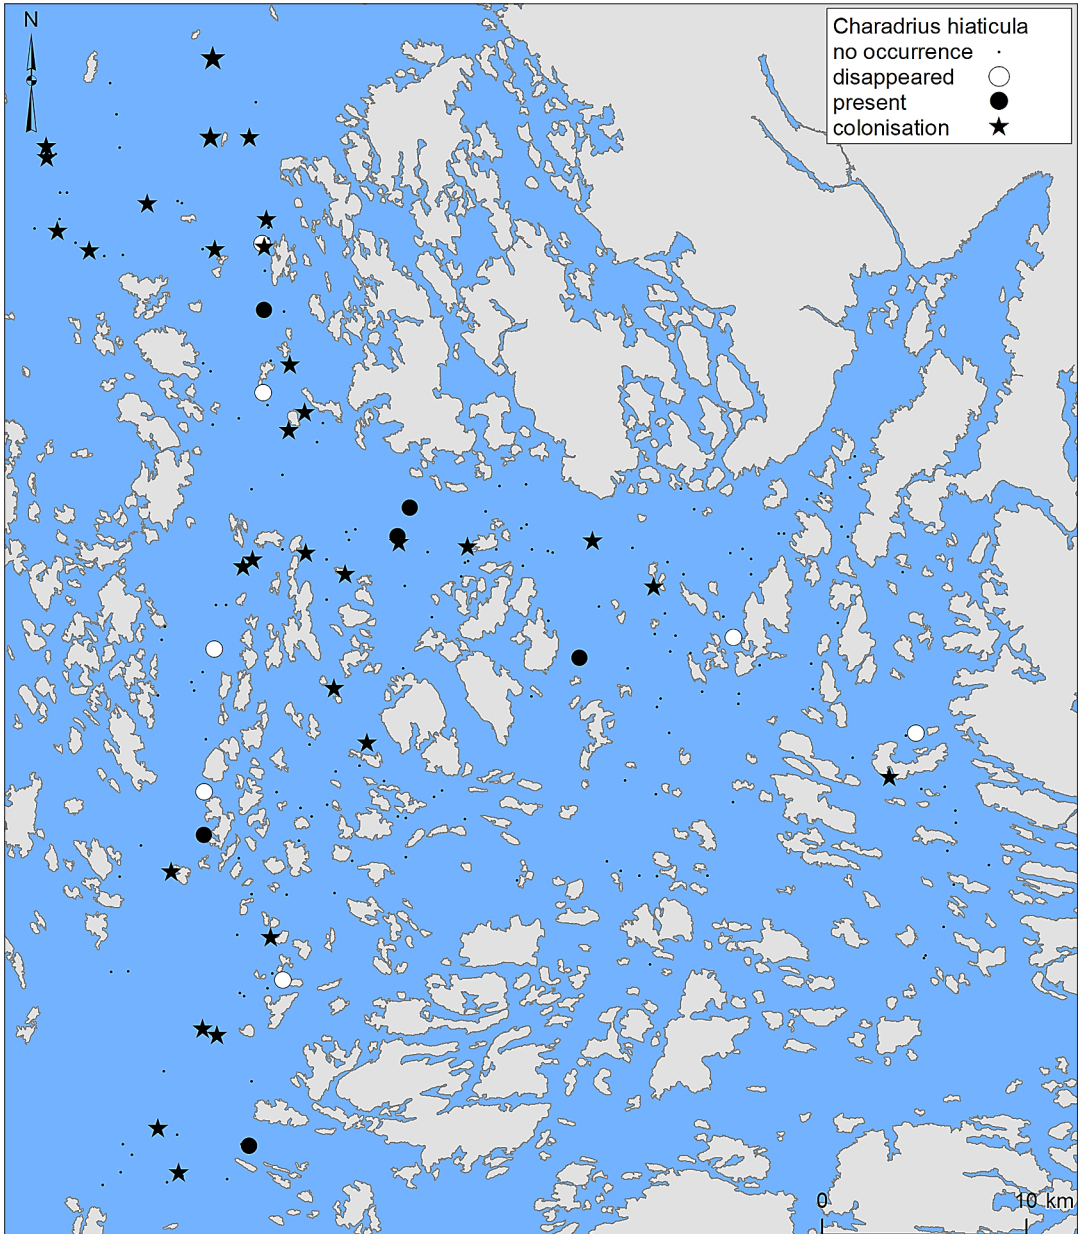 N
Charadrius hiaticula
no occurrence
disappeared
present
colonisation
0 10 km